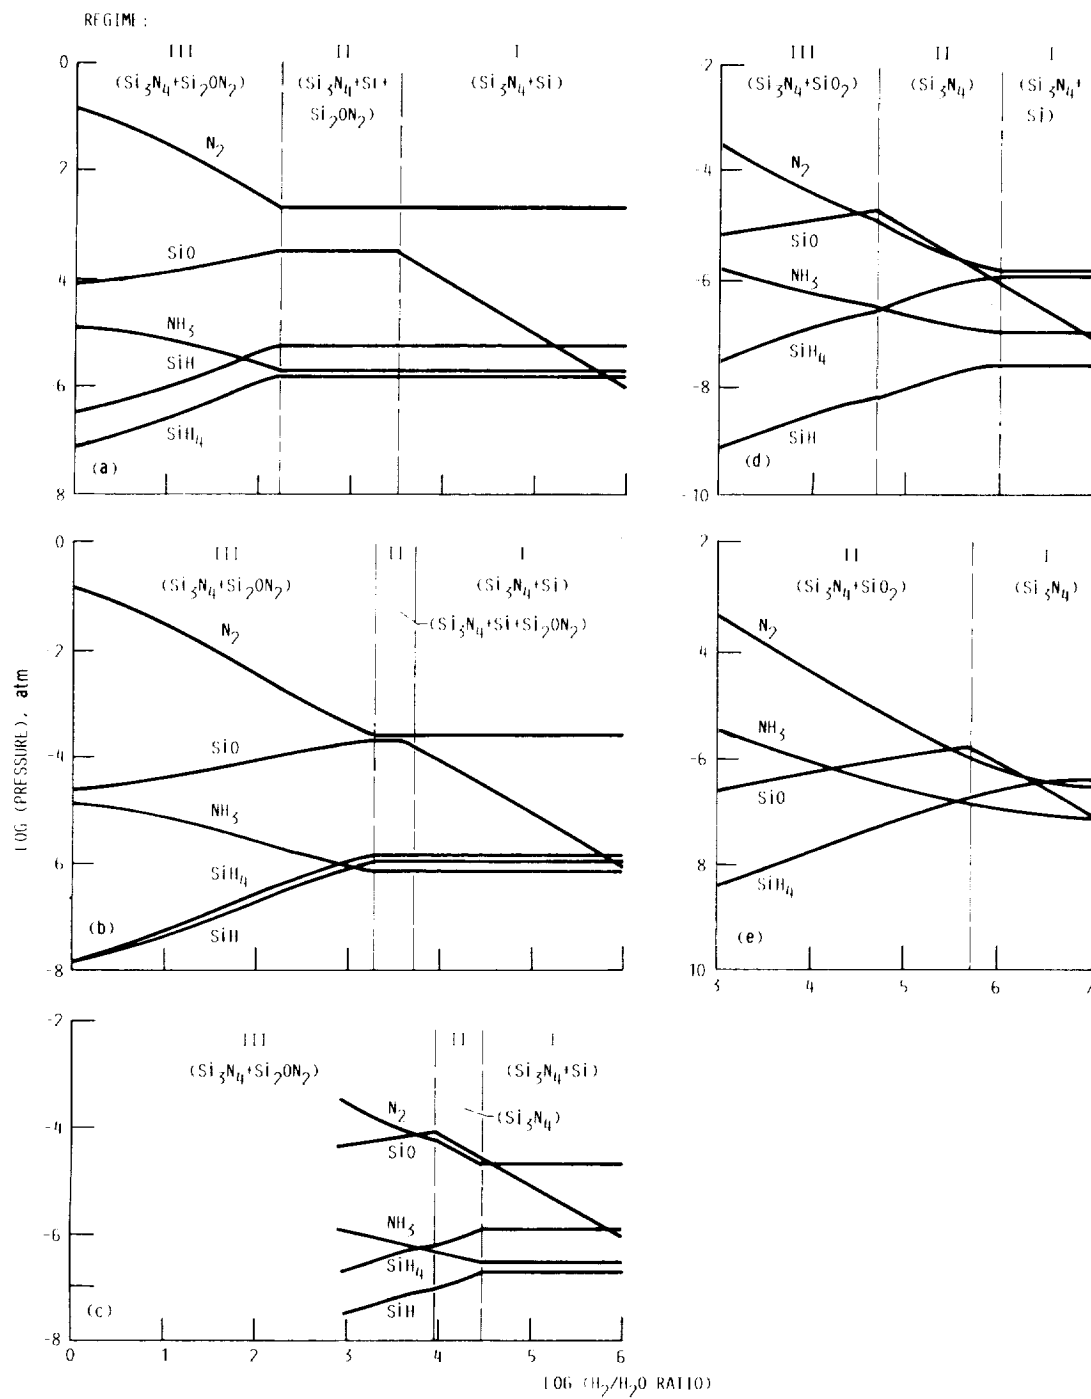 REGIME:
III
(Si3N4+Si2ON2)
II
(Si3N4+Si+
Si2ON2)
I
(Si3N4+Si)
0
2
4
-6
8
N2
SiO
NH3
SiH
SiH4
(a)
III
(Si3N4+SiO2)
II
(Si3N4)
I
(Si3N4+
Si)
-2
-4
-6
-8
-10
N2
SiO
NH3
SiH4
SiH
(d)
III
(Si3N4+Si2ON2)
II
I
(Si3N4+Si)
(Si3N4+Si+Si2ON2)
0
-2
-4
-6
-8
N2
SiO
NH3
SiH4
SiH
(b)
LOG (PRESSURE), atm
II
(Si3N4+SiO2)
I
(Si3N4)
2
4
-6
8
10
N2
NH3
SiO
SiH4
(e)
3 4 5 6 7
III
(Si3N4+Si2ON2)
II
I
(Si3N4+Si)
(Si3N4)
-2
-4
-6
-8
N2
SiO
NH3
SiH4
SiH
(c)
0 1 2 3 4 5 6
LOG (H2/H2O RATIO)